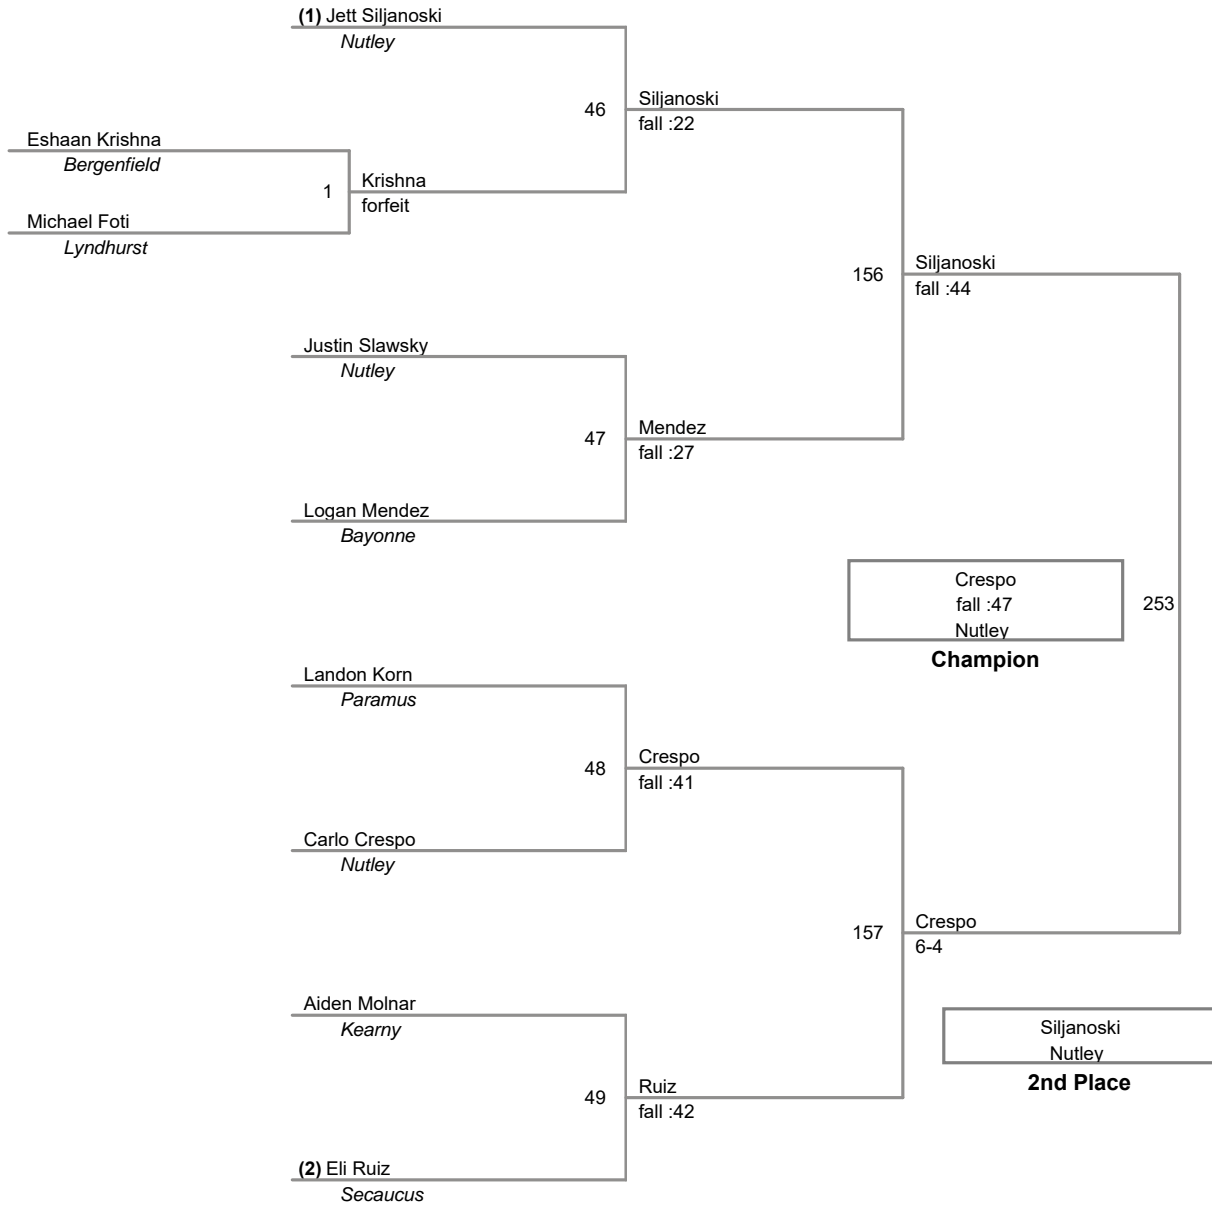 (1) Jett Siljanoski
Nutley
46
Siljanoski
fall :22
Eshaan Krishna
Bergenfield
1
Krishna
forfeit
Michael Foti
Lyndhurst
156
Siljanoski
fall :44
Justin Slawsky
Nutley
47
Mendez
fall :27
Logan Mendez
Bayonne
Crespo
fall :47
Nutley
Champion
253
Landon Korn
Paramus
48
Crespo
fall :41
Carlo Crespo
Nutley
157
Crespo
6-4
Aiden Molnar
Kearny
Siljanoski
Nutley
2nd Place
49
Ruiz
fall :42
(2) Eli Ruiz
Secaucus